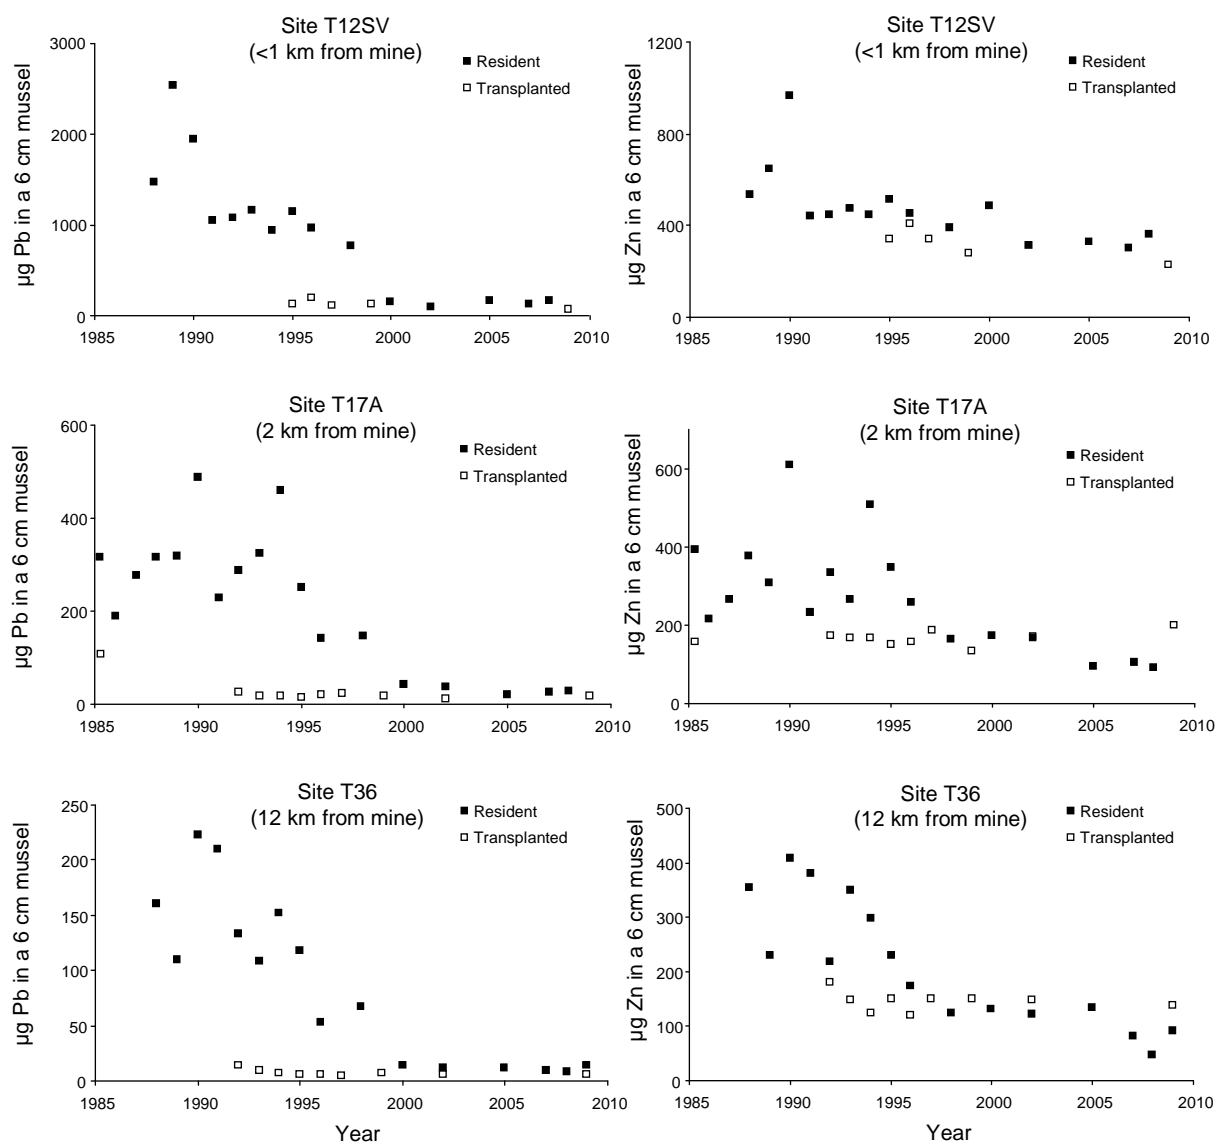 Site T12SV
(<1 km from mine)
Resident
Transplanted
µg Pb in a 6 cm mussel
3000
2000
1000
0
1985 1990 1995 2000 2005 2010
Site T12SV
(<1 km from mine)
Resident
Transplanted
µg Zn in a 6 cm mussel
1200
800
400
0
1985 1990 1995 2000 2005 2010
Site T17A
(2 km from mine)
Resident
Transplanted
µg Pb in a 6 cm mussel
600
400
200
0
1985 1990 1995 2000 2005 2010
Site T17A
(2 km from mine)
Resident
Transplanted
µg Zn in a 6 cm mussel
600
400
200
0
1985 1990 1995 2000 2005 2010
Site T36
(12 km from mine)
Resident
Transplanted
µg Pb in a 6 cm mussel
250
200
150
100
50
0
1985 1990 1995 2000 2005 2010
Year
Site T36
(12 km from mine)
Resident
Transplanted
µg Zn in a 6 cm mussel
500
400
300
200
100
0
1985 1990 1995 2000 2005 2010
Year